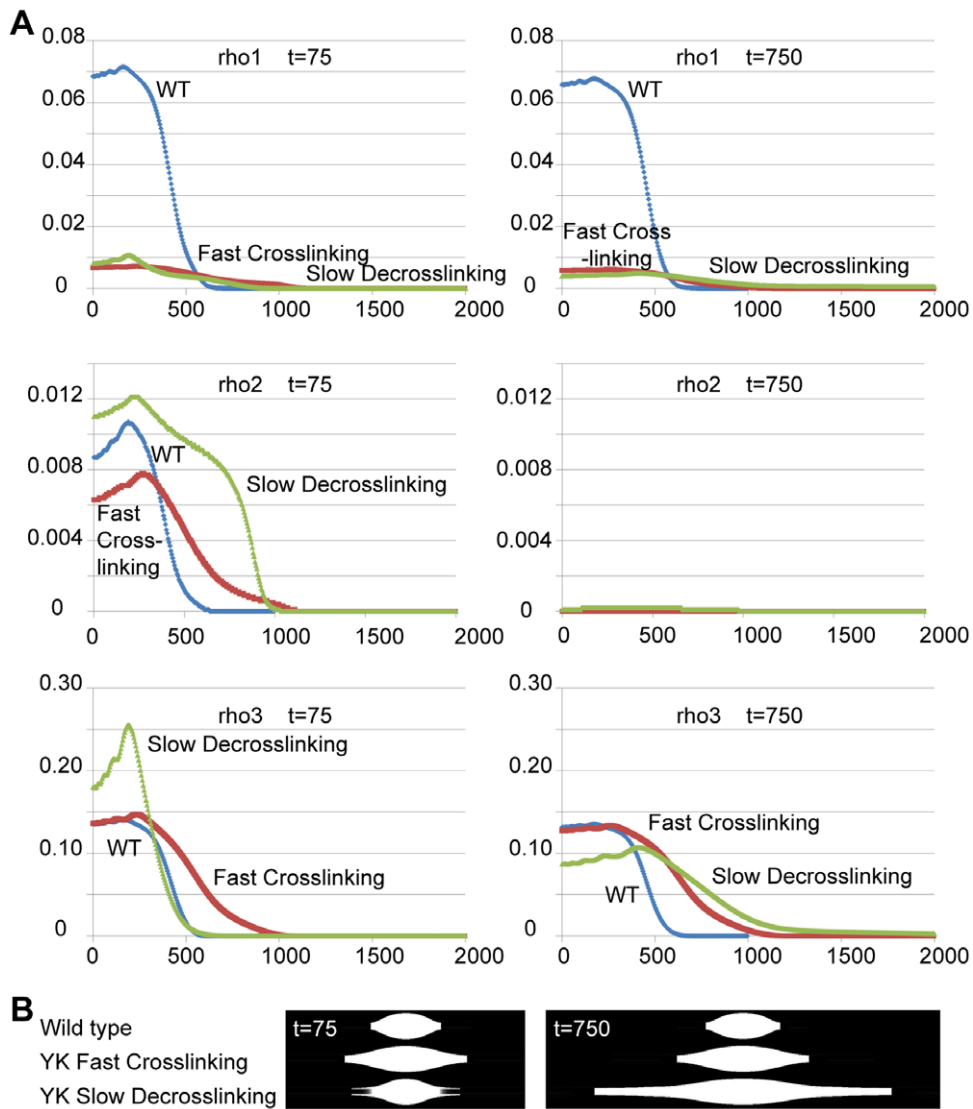 A
0.08
0.06
0.04
0.02
0
rho1 t=75
WT
Fast Crosslinking
Slow Decrosslinking
0 500 1000 1500 2000
0.08
0.06
0.04
0.02
0
rho1 t=750
WT
Fast Cross
-linking
Slow Decrosslinking
0 500 1000 1500 2000
0.012
0.008
0.004
0
rho2 t=75
WT
Slow Decrosslinking
Fast
Cross-
linking
0 500 1000 1500 2000
0.012
0.008
0.004
0
rho2 t=750
0 500 1000 1500 2000
0.30
0.20
0.10
0
rho3 t=75
Slow Decrosslinking
WT
Fast Crosslinking
0 500 1000 1500 2000
0.30
0.20
0.10
0
rho3 t=750
Fast Crosslinking
WT
Slow Decrosslinking
0 500 1000 1500 2000
B
Wild type
YK Fast Crosslinking
YK Slow Decrosslinking
t=75
t=750